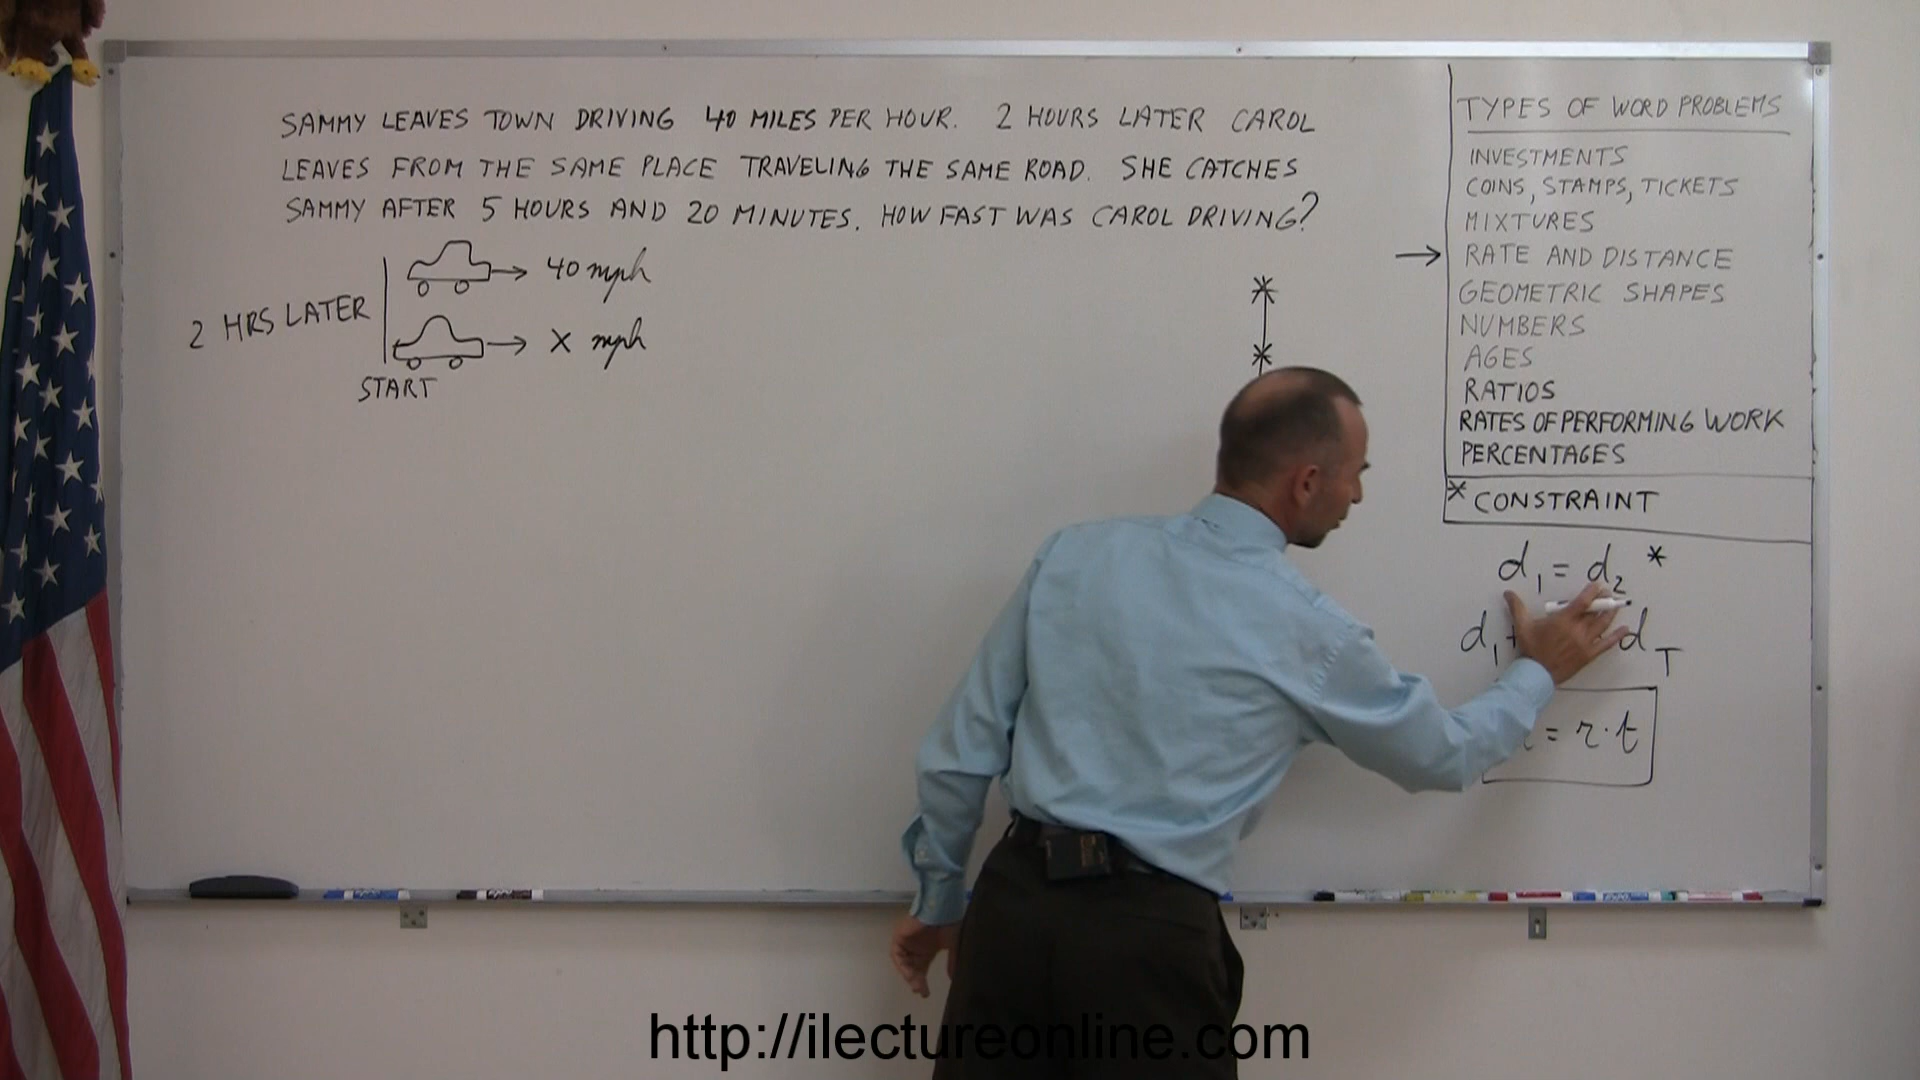 SAMMY LEAVES TOWN DRIVING 40 MILES PER HOUR. 2 HOURS LATER CAROL
LEAVES FROM THE SAME PLACE TRAVELING THE SAME ROAD. SHE CATCHES
SAMMY AFTER 5 HOURS AND 20 MINUTES. HOW FAST WAS CAROL DRIVING?
40 mph
2 HRS LATER
X mph
START
TYPES OF WORD PROBLEMS
INVESTMENTS
COINS, STAMPS, TICKETS
MIXTURES
→ RATE AND DISTANCE
GEOMETRIC SHAPES
NUMBERS
AGES
RATIOS
RATES OF PERFORMING WORK
PERCENTAGES
* CONSTRAINT
d₁ = d₂ *
d₁ + d_T
= r · t
http://ilectureonline.com